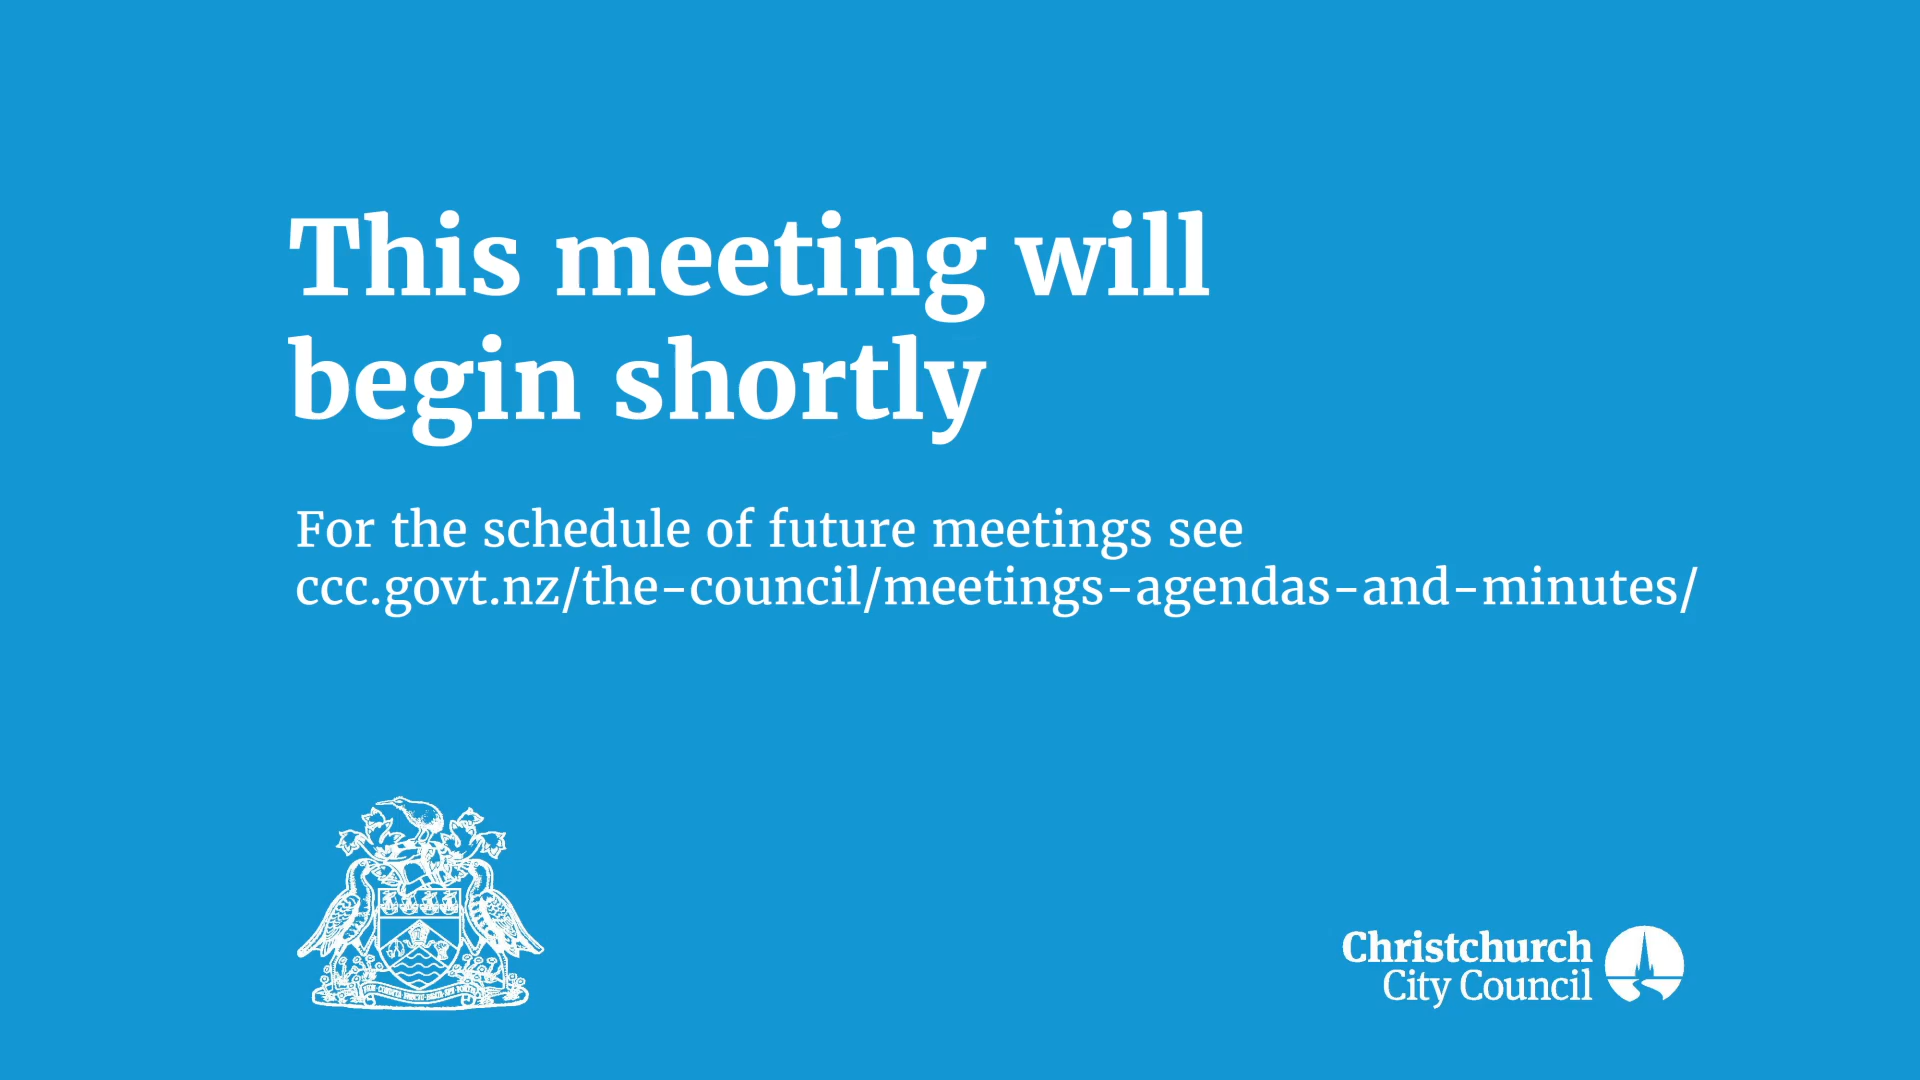 This meeting will
begin shortly
For the schedule of future meetings see
ccc.govt.nz/the-council/meetings-agendas-and-minutes/
Christchurch
City Council